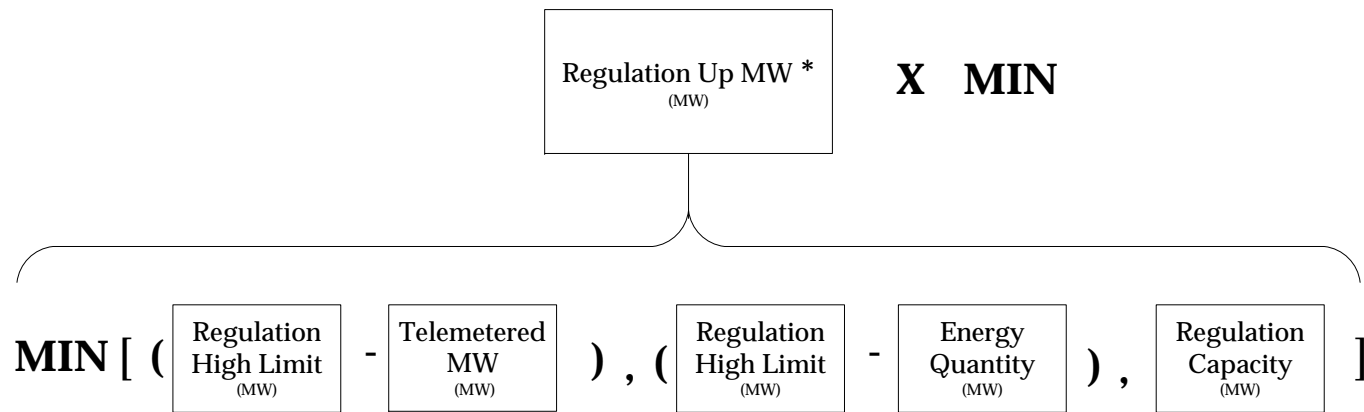 Regulation Up MW *
(MW)
X MIN
MIN [ ( Regulation High Limit (MW) - Telemetered MW (MW) ) , ( Regulation High Limit (MW) - Energy Quantity (MW) ) , Regulation Capacity (MW) ]